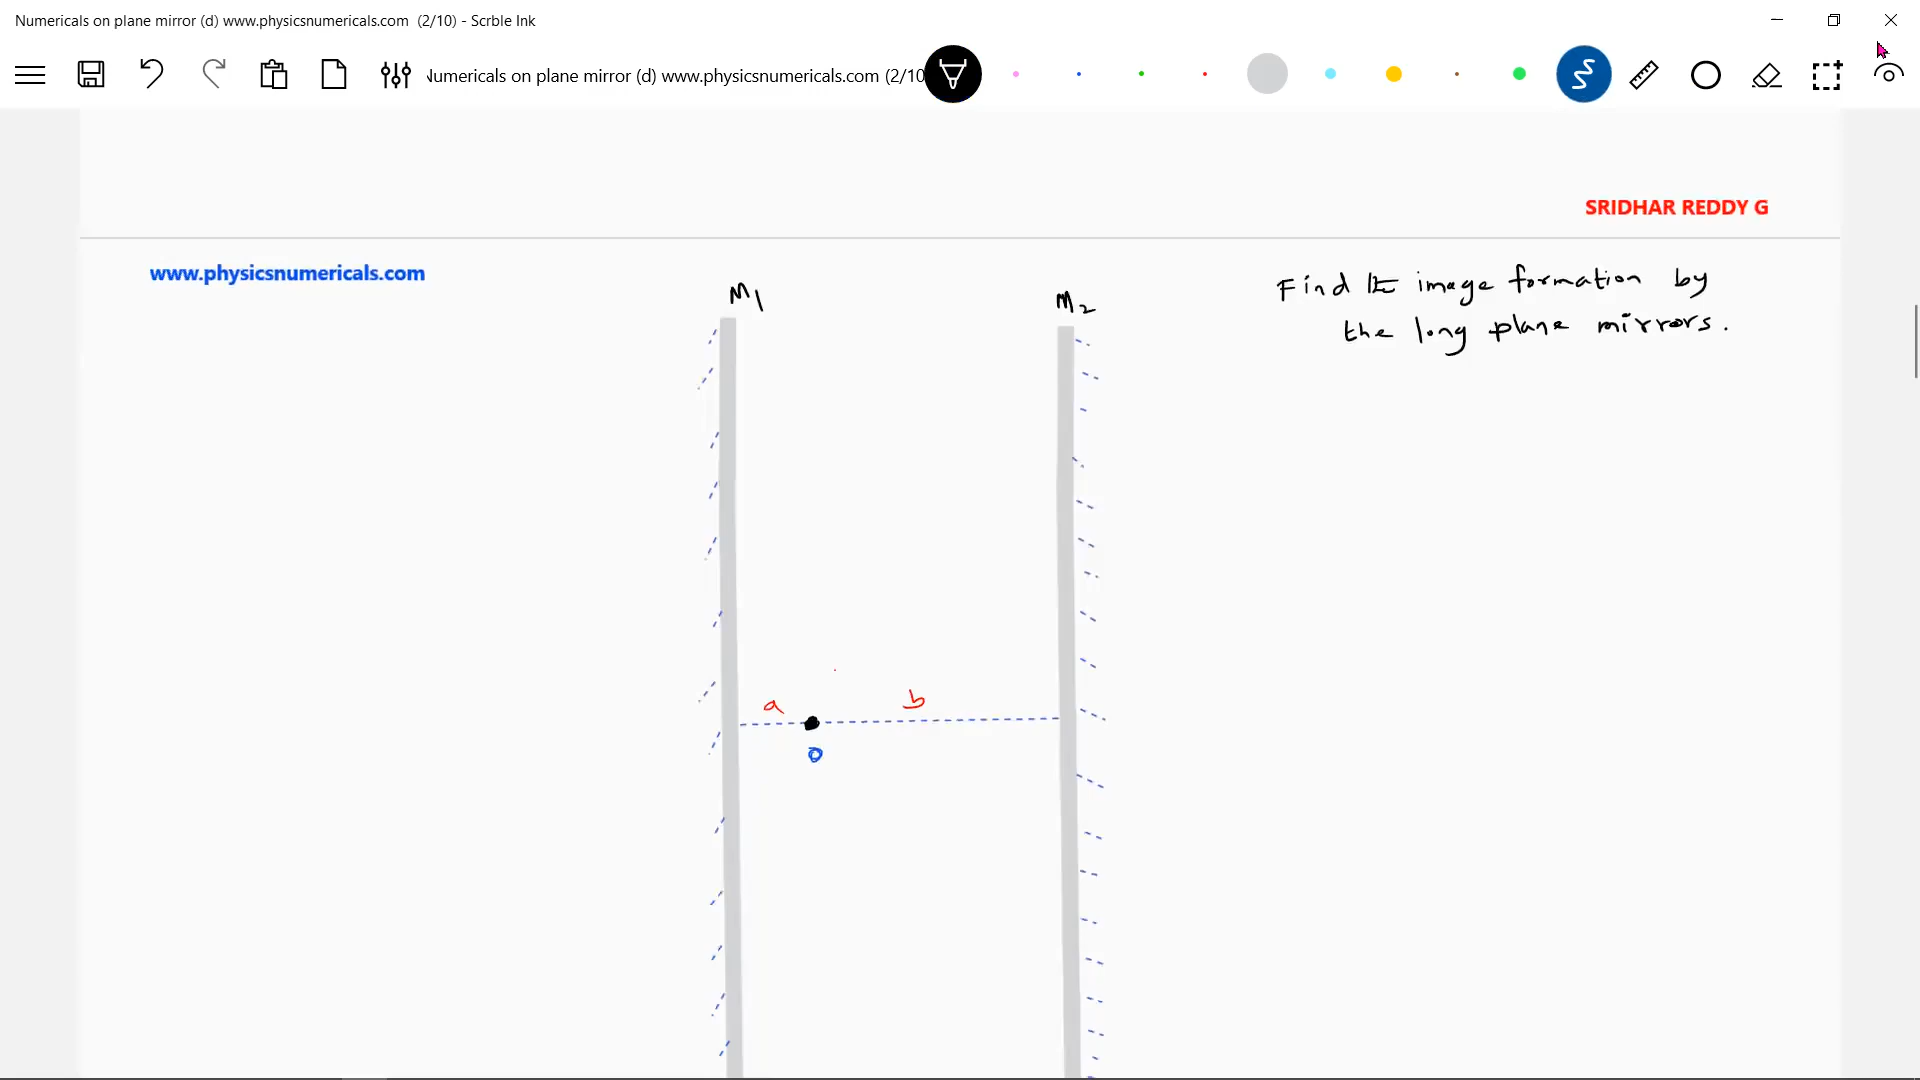 Numericals on plane mirror (d) www.physicsnumericals.com (2/10) - Scrble Ink
Numericals on plane mirror (d) www.physicsnumericals.com (2/10
SRIDHAR REDDY G
www.physicsnumericals.com
M1
M2
Find the image formation by
the long plane mirrors.
a
b
O